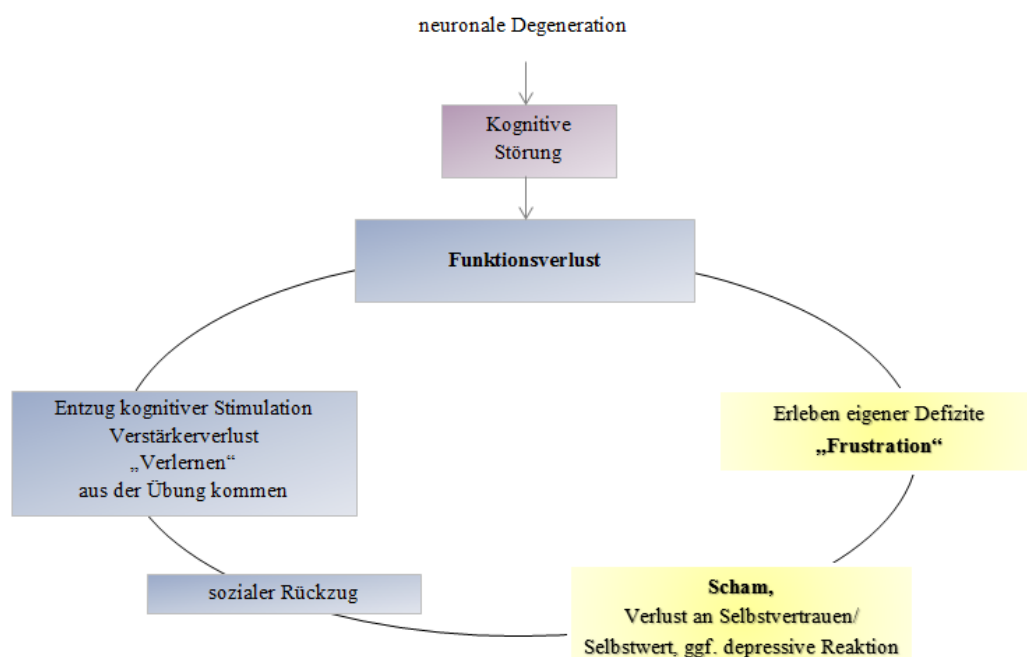 neuronale Degeneration
Kognitive
Störung
Funktionsverlust
Entzug kognitiver Stimulation
Verstärkerverlust
„Verlernen“
aus der Übung kommen
Erleben eigener Defizite
„Frustration“
sozialer Rückzug
Scham,
Verlust an Selbstvertrauen/
Selbstwert, ggf. depressive Reaktion